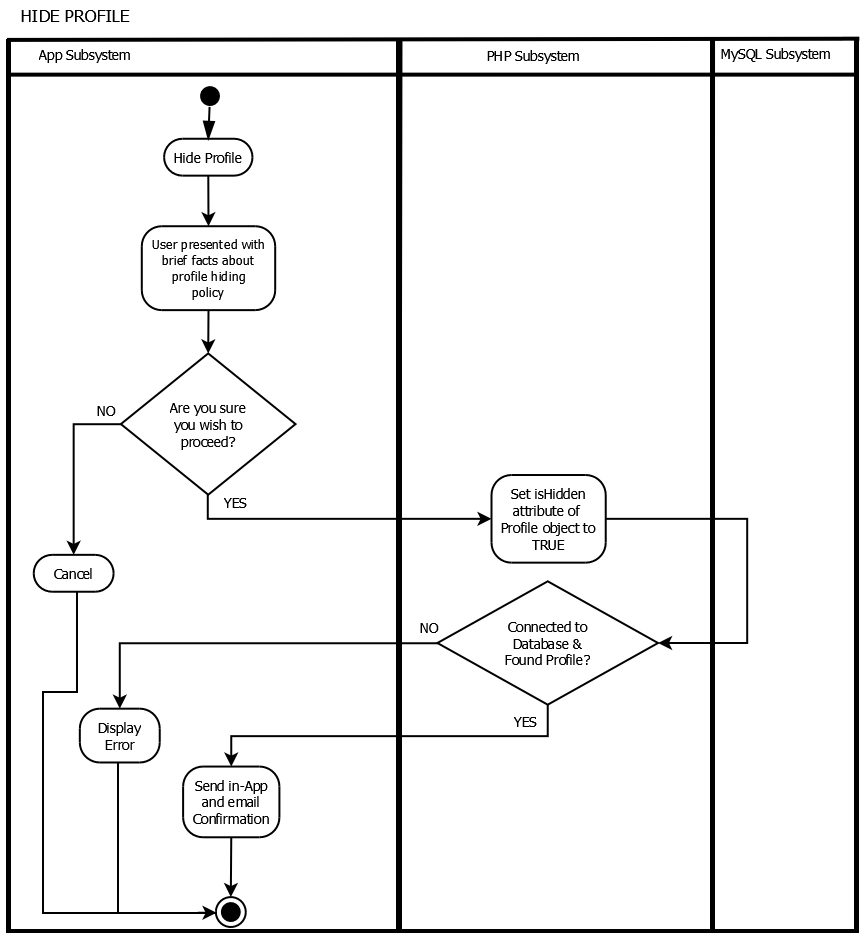 HIDE PROFILE
App Subsystem
PHP Subsystem
MySQL Subsystem
Hide Profile
User presented with
brief facts about
profile hiding
policy
Are you sure
you wish to
proceed?
NO
YES
Set isHidden
attribute of
Profile object to
TRUE
Cancel
Connected to
Database &
Found Profile?
NO
YES
Display
Error
Send in-App
and email
Confirmation